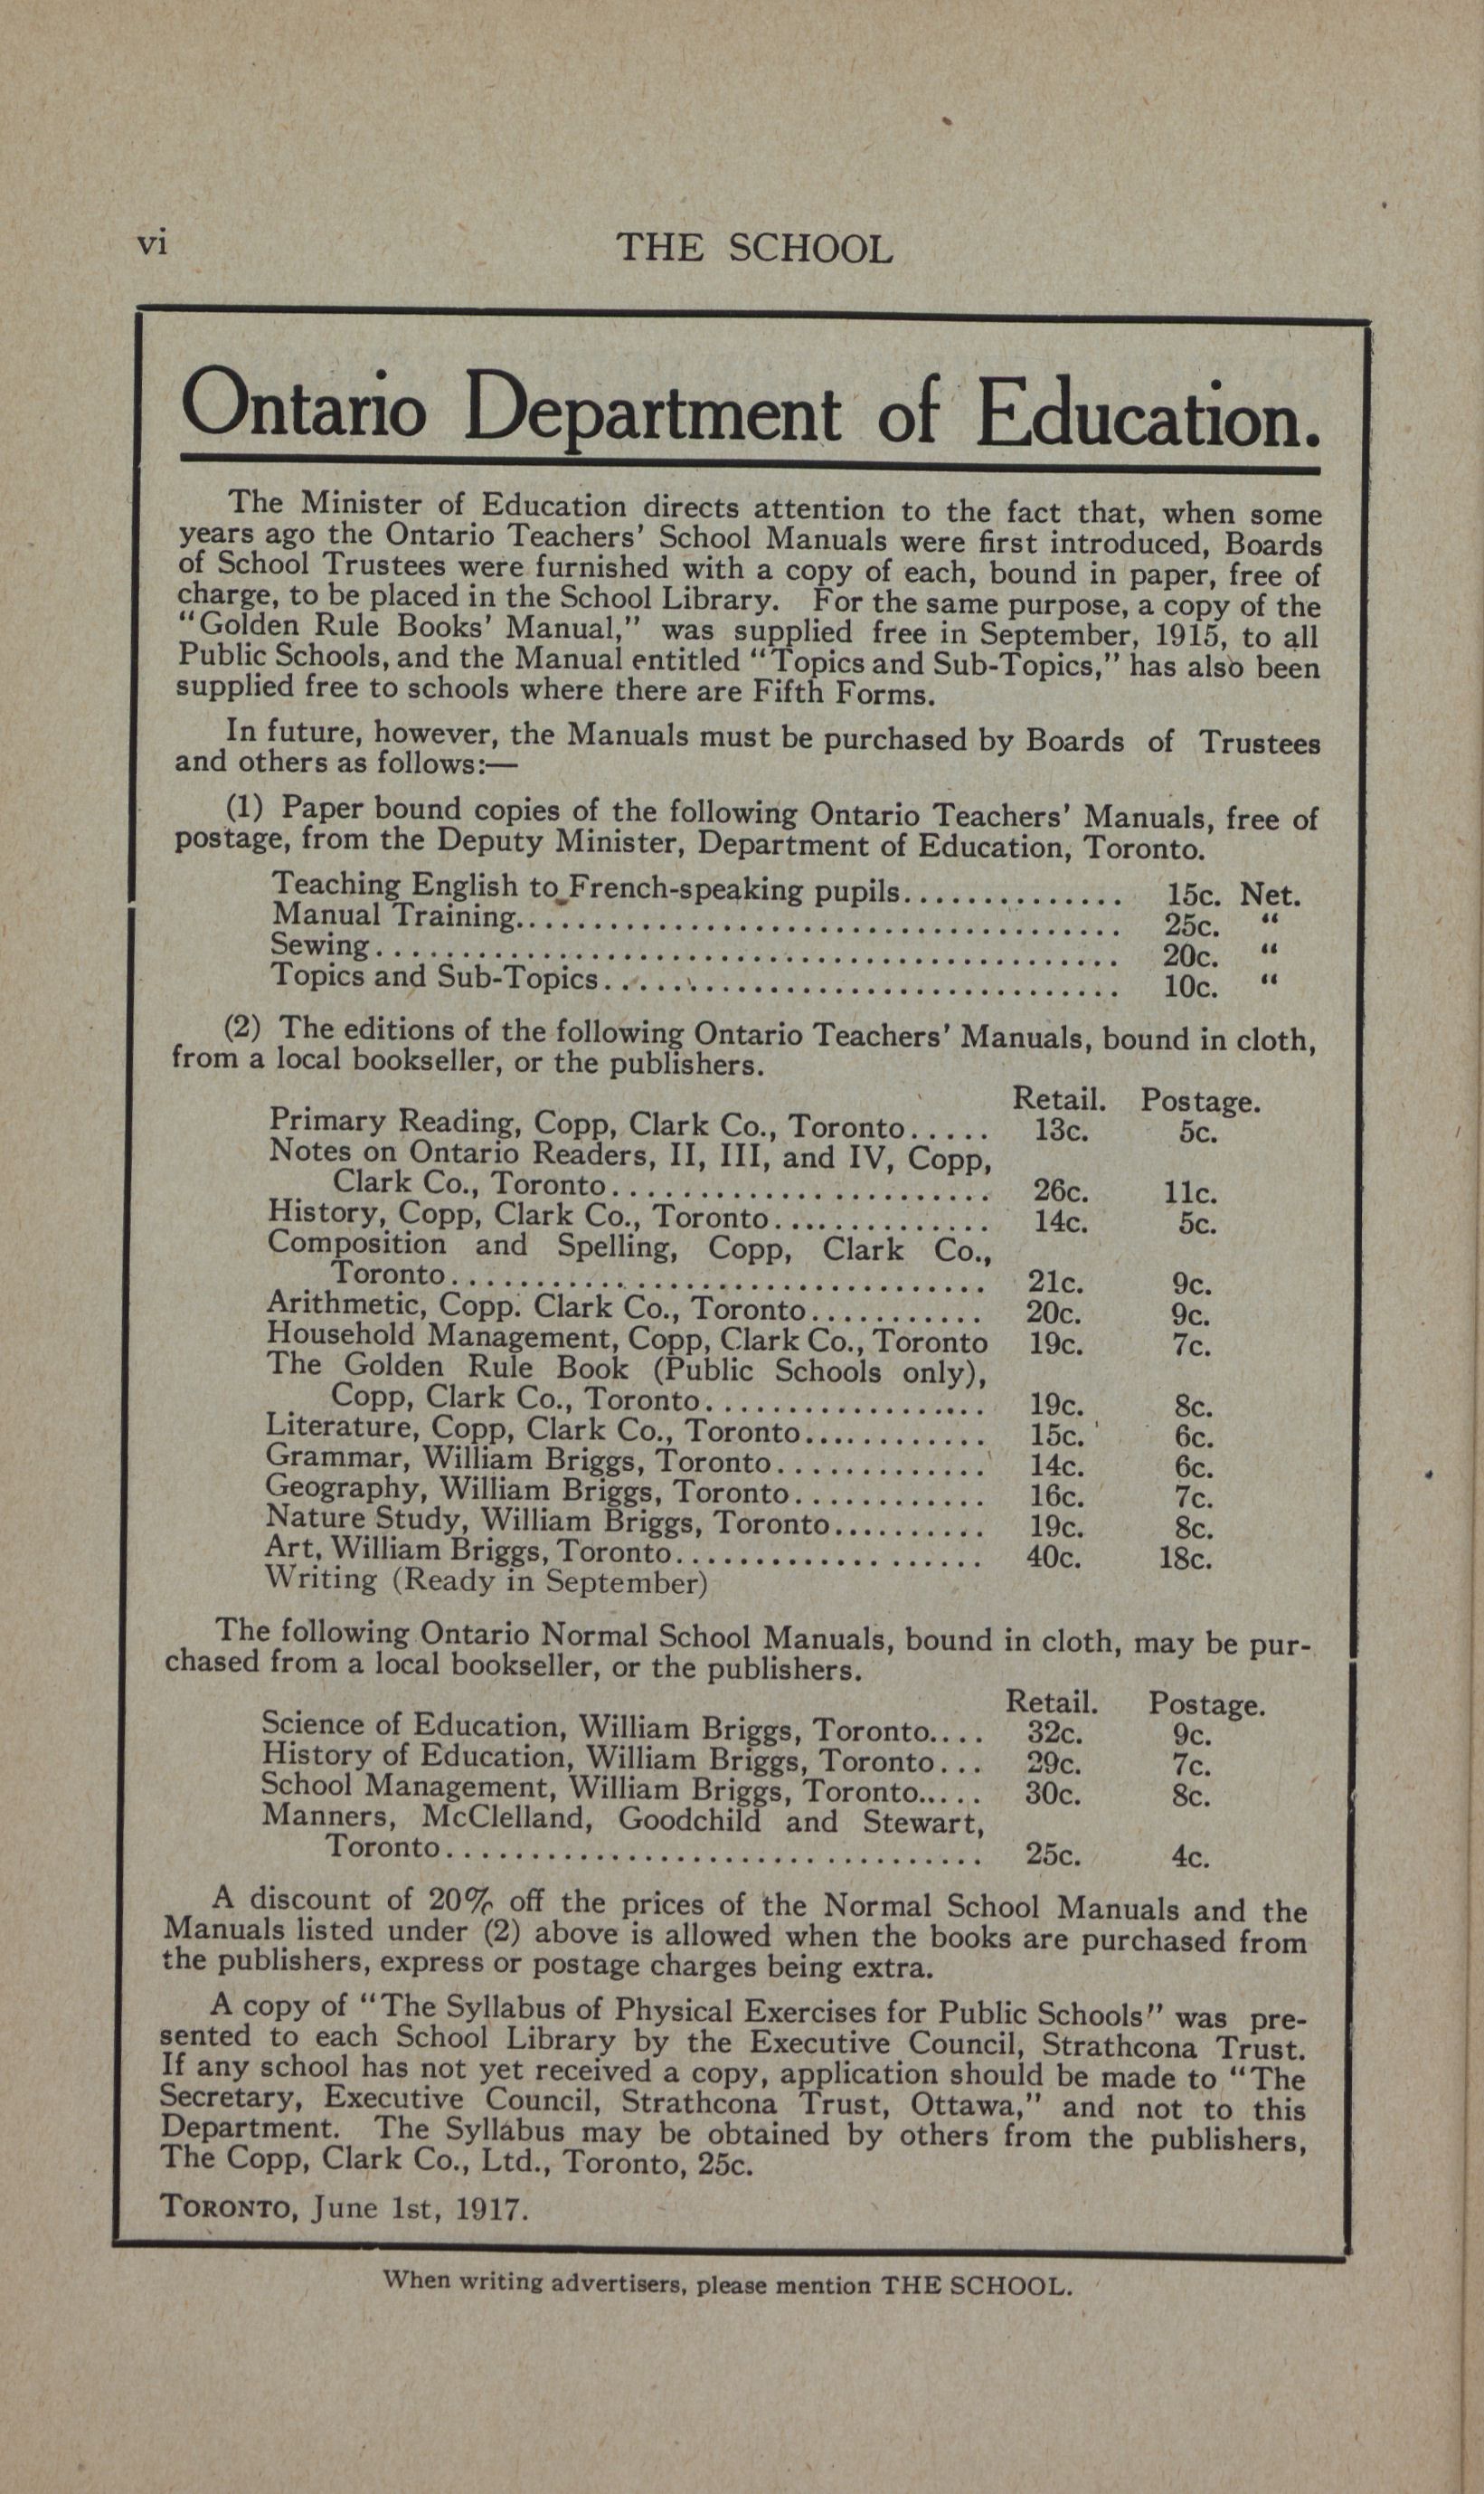 vi
THE SCHOOL
Ontario Department of Education.
The Minister of Education directs attention to the fact that, when some
years ago the Ontario Teachers' School Manuals were first introduced, Boards
of School Trustees were furnished with a copy of each, bound in paper, free of
charge, to be placed in the School Library. For the same purpose, a copy of the
"Golden Rule Books' Manual," was supplied free in September, 1915, to all
Public Schools, and the Manual entitled "Topics and Sub-Topics," has also been
supplied free to schools where there are Fifth Forms.
In future, however, the Manuals must be purchased by Boards of Trustees
and others as follows:—
(1) Paper bound copies of the following Ontario Teachers' Manuals, free of
postage, from the Deputy Minister, Department of Education, Toronto.
Teaching English to French-speaking pupils.............. 15c. Net.
Manual Training...................................... 25c. "
Sewing.............................................. 20c. "
Topics and Sub-Topics................................ 10c. "
(2) The editions of the following Ontario Teachers' Manuals, bound in cloth,
from a local bookseller, or the publishers.
Retail. Postage.
Primary Reading, Copp, Clark Co., Toronto..... 13c. 5c.
Notes on Ontario Readers, II, III, and IV, Copp,
Clark Co., Toronto....................... 26c. 11c.
History, Copp, Clark Co., Toronto.............. 14c. 5c.
Composition and Spelling, Copp, Clark Co.,
Toronto................................. 21c. 9c.
Arithmetic, Copp. Clark Co., Toronto........... 20c. 9c.
Household Management, Copp, Clark Co., Toronto 19c. 7c.
The Golden Rule Book (Public Schools only),
Copp, Clark Co., Toronto.................. 19c. 8c.
Literature, Copp, Clark Co., Toronto............ 15c. 6c.
Grammar, William Briggs, Toronto.............. 14c. 6c.
Geography, William Briggs, Toronto............ 16c. 7c.
Nature Study, William Briggs, Toronto.......... 19c. 8c.
Art, William Briggs, Toronto................... 40c. 18c.
Writing (Ready in September)
The following Ontario Normal School Manuals, bound in cloth, may be pur-
chased from a local bookseller, or the publishers.
Retail. Postage.
Science of Education, William Briggs, Toronto.... 32c. 9c.
History of Education, William Briggs, Toronto... 29c. 7c.
School Management, William Briggs, Toronto..... 30c. 8c.
Manners, McClelland, Goodchild and Stewart,
Toronto................................ 25c. 4c.
A discount of 20% off the prices of the Normal School Manuals and the
Manuals listed under (2) above is allowed when the books are purchased from
the publishers, express or postage charges being extra.
A copy of "The Syllabus of Physical Exercises for Public Schools" was pre-
sented to each School Library by the Executive Council, Strathcona Trust.
If any school has not yet received a copy, application should be made to "The
Secretary, Executive Council, Strathcona Trust, Ottawa," and not to this
Department. The Syllabus may be obtained by others from the publishers,
The Copp, Clark Co., Ltd., Toronto, 25c.
TORONTO, June 1st, 1917.
When writing advertisers, please mention THE SCHOOL.